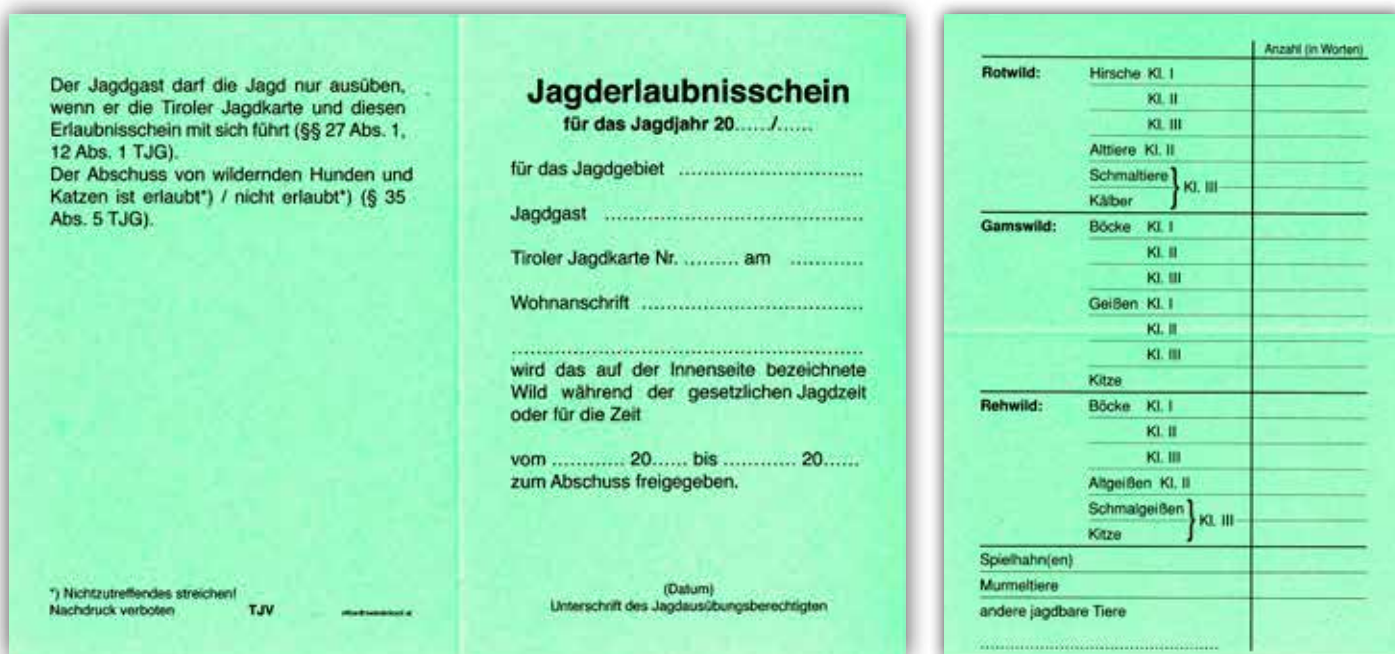 Der Jagdgast darf die Jagd nur ausüben,
wenn er die Tiroler Jagdkarte und diesen
Erlaubnisschein mit sich führt (§§ 27 Abs. 1,
12 Abs. 1 TJG).
Der Abschuss von wildernden Hunden und
Katzen ist erlaubt*) / nicht erlaubt*) (§ 35
Abs. 5 TJG).
*) Nichtzutreffendes streichen!
Nachdruck verboten TJV
Jagderlaubnisschein
für das Jagdjahr 20....../......
für das Jagdgebiet ..............................
Jagdgast ..........................................
Tiroler Jagdkarte Nr. ......... am ............
Wohnanschrift ....................................
.........................................................
wird das auf der Innenseite bezeichnete
Wild während der gesetzlichen Jagdzeit
oder für die Zeit
vom ............ 20...... bis ............ 20......
zum Abschuss freigegeben.
(Datum)
Unterschrift des Jagdausübungsberechtigten
Anzahl (in Worten)
Rotwild: Hirsche Kl. I
Kl. II
Kl. III
Alttiere Kl. II
Schmaltiere
Kl. III
Kälber
Gamswild: Böcke Kl. I
Kl. II
Kl. III
Geißen Kl. I
Kl. II
Kl. III
Kitze
Rehwild: Böcke Kl. I
Kl. II
Kl. III
Altgeißen Kl. II
Schmalgeißen
Kl. III
Kitze
Spielhahn(en)
Murmeltiere
andere jagdbare Tiere
.......................................